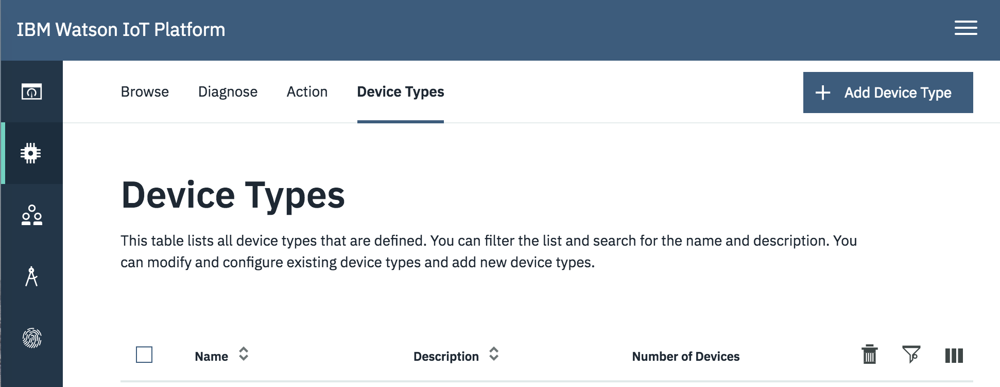 IBM Watson IoT Platform
Browse Diagnose Action Device Types
Add Device Type
Device Types
This table lists all device types that are defined. You can filter the list and search for the name and description. You
can modify and configure existing device types and add new device types.
Name Description Number of Devices